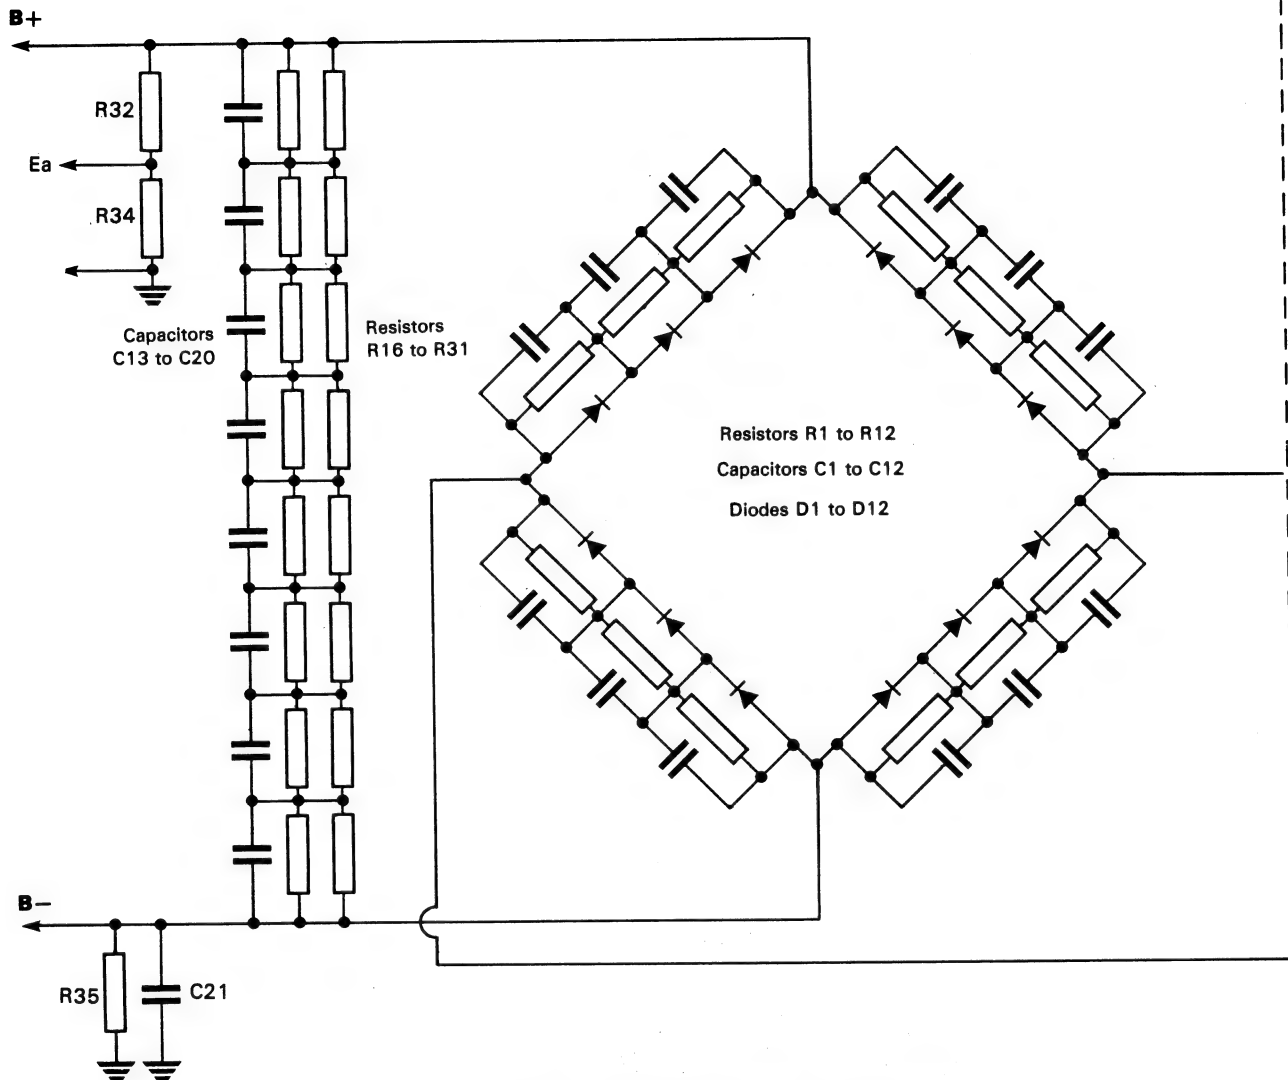 B+
R32
Ea
R34
Capacitors
C13 to C20
Resistors
R16 to R31
Resistors R1 to R12
Capacitors C1 to C12
Diodes D1 to D12
B−
R35
C21